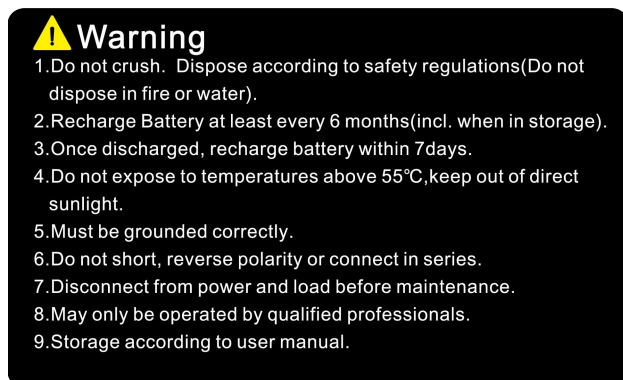 Warning
1.Do not crush. Dispose according to safety regulations(Do not
dispose in fire or water).
2.Recharge Battery at least every 6 months(incl. when in storage).
3.Once discharged, recharge battery within 7days.
4.Do not expose to temperatures above 55℃,keep out of direct
sunlight.
5.Must be grounded correctly.
6.Do not short, reverse polarity or connect in series.
7.Disconnect from power and load before maintenance.
8.May only be operated by qualified professionals.
9.Storage according to user manual.